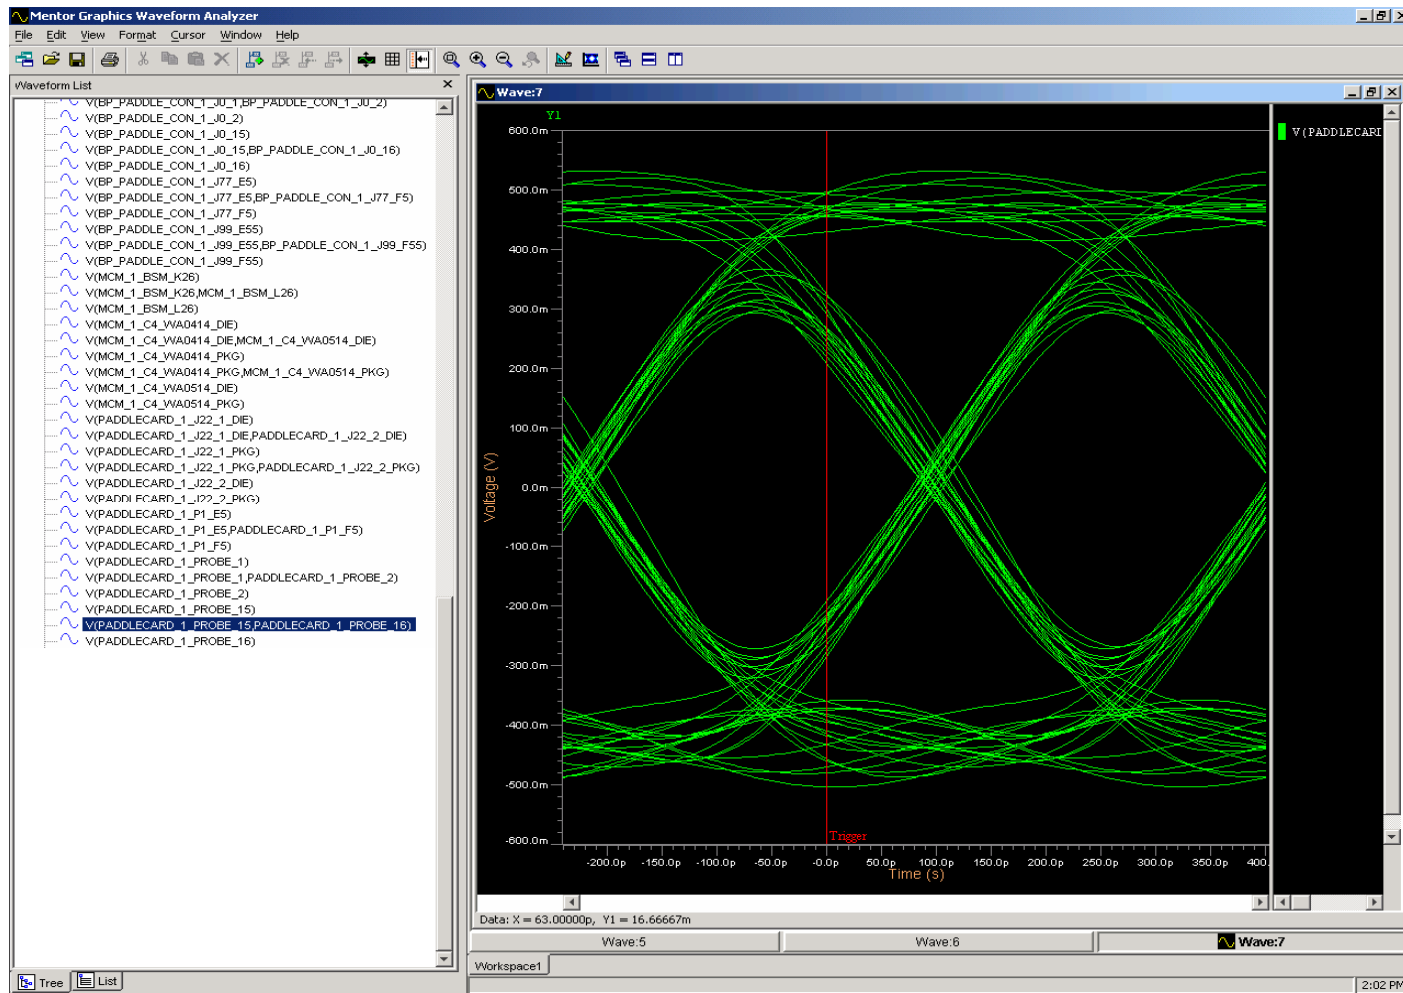 Mentor Graphics Waveform Analyzer
File Edit View Format Cursor Window Help
Waveform List
V(BP_PADDLE_CON_1_J0_1,BP_PADDLE_CON_1_J0_2)
V(BP_PADDLE_CON_1_J0_2)
V(BP_PADDLE_CON_1_J0_15)
V(BP_PADDLE_CON_1_J0_15,BP_PADDLE_CON_1_J0_16)
V(BP_PADDLE_CON_1_J0_16)
V(BP_PADDLE_CON_1_J77_E5)
V(BP_PADDLE_CON_1_J77_E5,BP_PADDLE_CON_1_J77_F5)
V(BP_PADDLE_CON_1_J77_F5)
V(BP_PADDLE_CON_1_J99_E55)
V(BP_PADDLE_CON_1_J99_E55,BP_PADDLE_CON_1_J99_F55)
V(BP_PADDLE_CON_1_J99_F55)
V(MCM_1_BSM_K26)
V(MCM_1_BSM_K26,MCM_1_BSM_L26)
V(MCM_1_BSM_L26)
V(MCM_1_C4_WA0414_DIE)
V(MCM_1_C4_WA0414_DIE,MCM_1_C4_WA0514_DIE)
V(MCM_1_C4_WA0414_PKG)
V(MCM_1_C4_WA0414_PKG,MCM_1_C4_WA0514_PKG)
V(MCM_1_C4_WA0514_DIE)
V(MCM_1_C4_WA0514_PKG)
V(PADDLECARD_1_J22_1_DIE)
V(PADDLECARD_1_J22_1_DIE,PADDLECARD_1_J22_2_DIE)
V(PADDLECARD_1_J22_1_PKG)
V(PADDLECARD_1_J22_1_PKG,PADDLECARD_1_J22_2_PKG)
V(PADDLECARD_1_J22_2_DIE)
V(PADDLECARD_1_J22_2_PKG)
V(PADDLECARD_1_P1_E5)
V(PADDLECARD_1_P1_E5,PADDLECARD_1_P1_F5)
V(PADDLECARD_1_P1_F5)
V(PADDLECARD_1_PROBE_1)
V(PADDLECARD_1_PROBE_1,PADDLECARD_1_PROBE_2)
V(PADDLECARD_1_PROBE_2)
V(PADDLECARD_1_PROBE_15)
V(PADDLECARD_1_PROBE_15,PADDLECARD_1_PROBE_16)
V(PADDLECARD_1_PROBE_16)
Tree List
Wave:7
Y1
600.0m
500.0m
400.0m
300.0m
200.0m
100.0m
0.0m
-100.0m
-200.0m
-300.0m
-400.0m
-500.0m
-600.0m
Voltage (V)
Trigger
-200.0p -150.0p -100.0p -50.0p -0.0p 50.0p 100.0p 150.0p 200.0p 250.0p 300.0p 350.0p 400.
Time (s)
V(PADDLECARD
Data: X = 63.00000p, Y1 = 16.66667m
Wave:5 Wave:6 Wave:7
Workspace1
2:02 PM